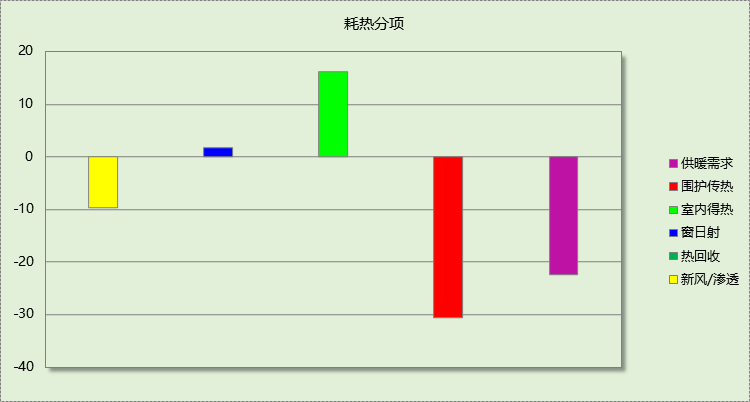 耗热分项
20
10
0
-10
-20
-30
-40
供暖需求
围护传热
室内得热
窗日射
热回收
新风/渗透